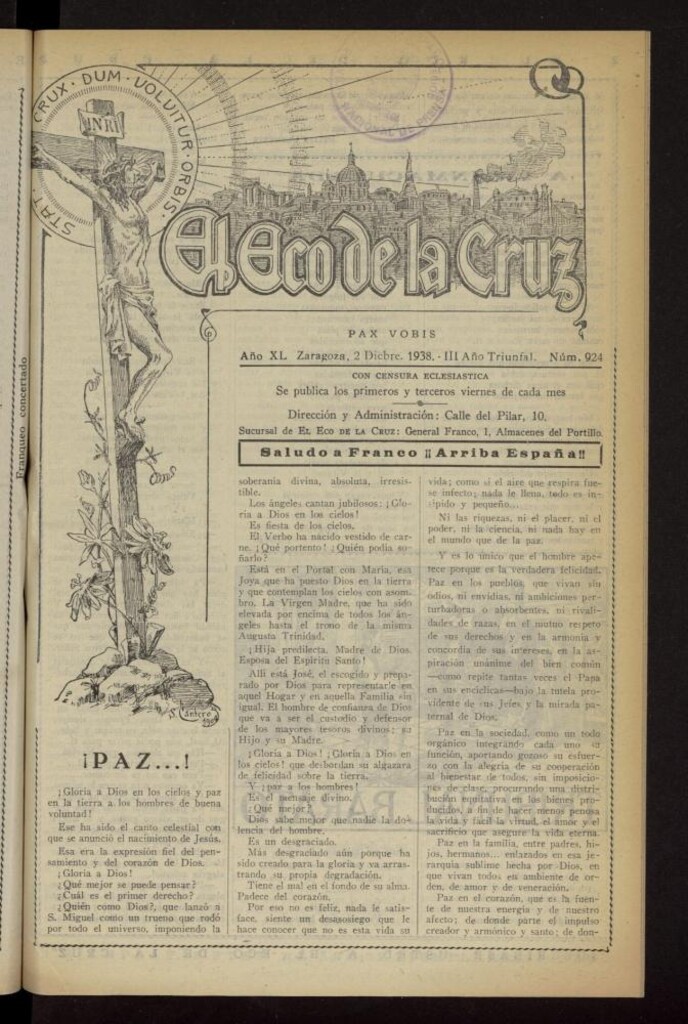 STAT · CRUX · DUM · VOLVITUR · ORBIS ·
INRI
El Eco de la Cruz
PAX VOBIS
Año XL Zaragoza, 2 Dicbre. 1938. - III Año Triunfal. Núm. 924
CON CENSURA ECLESIASTICA
Se publica los primeros y terceros viernes de cada mes
Dirección y Administración: Calle del Pilar, 10.
Sucursal de EL ECO DE LA CRUZ: General Franco, 1, Almacenes del Portillo.
Saludo a Franco ¡¡Arriba España!!
Franqueo concertado
¡PAZ...!
¡Gloria a Dios en los cielos y paz
en la tierra a los hombres de buena
voluntad!
Ese ha sido el canto celestial con
que se anunció el nacimiento de Jesús.
Esa era la expresión fiel del pen-
samiento y del corazón de Dios.
¡Gloria a Dios!
¿Qué mejor se puede pensar?
¿Cuál es el primer derecho?
¿Quién como Dios?, que lanzó a
S. Miguel como un trueno que rodó
por todo el universo, imponiendo la
soberanía divina, absoluta, irresis-
tible.
Los ángeles cantan jubilosos: ¡Glo-
ria a Dios en los cielos!
Es fiesta de los cielos.
El Verbo ha nacido vestido de car-
ne. ¡Qué portento! ¿Quién podía so-
ñarlo?
Está en el Portal con María, esa
Joya que ha puesto Dios en la tierra
y que contemplan los cielos con asom-
bro. La Virgen Madre, que ha sido
elevada por encima de todos los án-
geles hasta el trono de la misma
Augusta Trinidad.
¡Hija predilecta, Madre de Dios,
Esposa del Espíritu Santo!
Allí está José, el escogido y prepa-
rado por Dios para representarle en
aquel Hogar y en aquella Familia sin
igual. El hombre de confianza de Dios
que va a ser el custodio y defensor
de los mayores tesoros divinos: su
Hijo y su Madre.
¡Gloria a Dios! ¡Gloria a Dios en
los cielos! que desbordan su algazara
de felicidad sobre la tierra.
Y ¡paz a los hombres!
Es el mensaje divino.
¿Qué mejor?
Dios sabe mejor que nadie la do-
lencia del hombre.
Es un desgraciado.
Más desgraciado aún porque ha
sido creado para la gloria y va arras-
trando su propia degradación.
Tiene el mal en el fondo de su alma.
Padece del corazón.
Por eso no es feliz, nada le satis-
face, siente un desasosiego que le
hace conocer que no es esta vida su
vida; como si el aire que respira fue-
se infecto; nada le llena, todo es in-
sípido y pequeño...
Ni las riquezas, ni el placer, ni el
poder, ni la ciencia, ni nada hay en
el mundo que de la paz.
Y es lo único que el hombre ape-
tece porque es la verdadera felicidad.
Paz en los pueblos, que vivan sin
odios, ni envidias, ni ambiciones per-
turbadoras o absorbentes, ni rivali-
dades de razas, en el mutuo respeto
de sus derechos y en la armonía y
concordia de sus intereses, en la as-
piración unánime del bien común
—como repite tantas veces el Papa
en sus encíclicas—bajo la tutela pro-
vidente de sus Jefes y la mirada pa-
ternal de Dios.
Paz en la sociedad, como un todo
orgánico integrando cada uno su
función, aportando gozoso su esfuer-
zo con la alegría de su cooperación
al bienestar de todos, sin imposicio-
nes de clase, procurando una distri-
bución equitativa en los bienes pro-
ducidos, a fin de hacer menos penosa
la vida y fácil la virtud, el amor y el
sacrificio que asegure la vida eterna.
Paz en la familia, entre padres, hi-
jos, hermanos... enlazados en esa je-
rarquía sublime hecha por Dios, en
que vivan todos en ambiente de or-
den, de amor y de veneración.
Paz en el corazón, que es la fuen-
te de nuestra energía y de nuestro
afecto; de donde parte el impulso
creador y armónico y santo; de don-